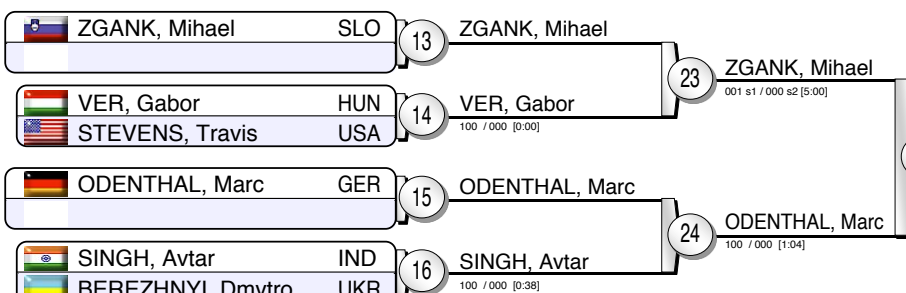 ZGANK, Mihael SLO
13
ZGANK, Mihael
23
ZGANK, Mihael
001 s1 / 000 s2 [5:00]
VER, Gabor HUN
STEVENS, Travis USA
14
VER, Gabor
100 / 000 [0:00]
ODENTHAL, Marc GER
15
ODENTHAL, Marc
24
ODENTHAL, Marc
100 / 000 [1:04]
SINGH, Avtar IND
BEREZHNYI, Dmytro UKR
16
SINGH, Avtar
100 / 000 [0:38]